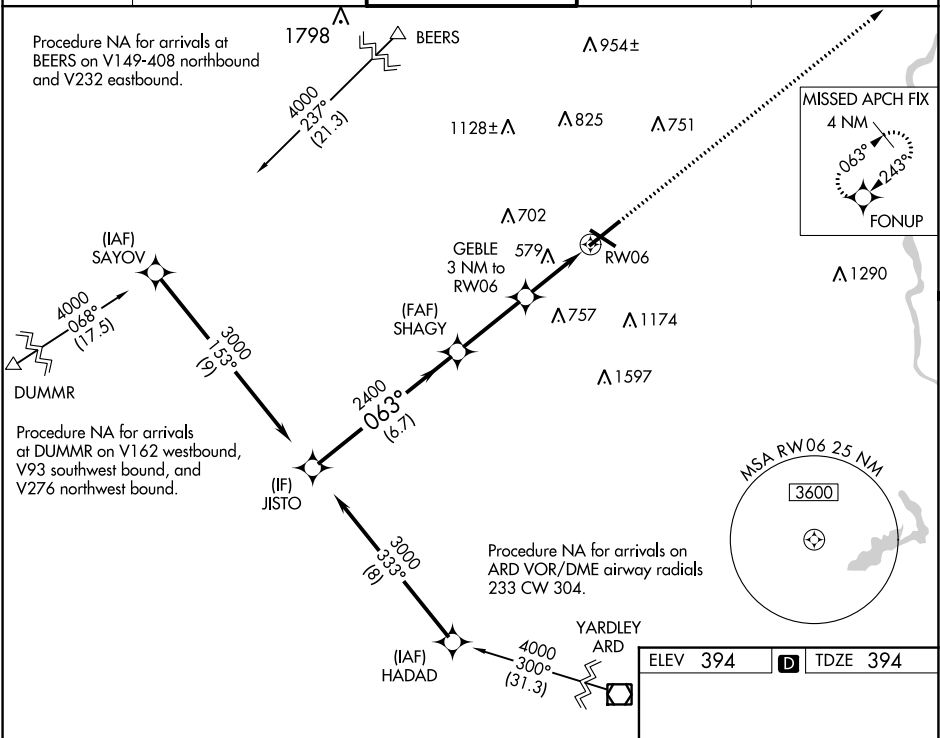 1798
BEERS
954±
Procedure NA for arrivals at
BEERS on V149-408 northbound
and V232 eastbound.
4000
237°
(21.3)
1128±
825
751
MISSED APCH FIX
4 NM
063°
243°
FONUP
702
(IAF)
SAYOV
GEBLE
3 NM to
RW06
579
RW06
1290
4000
068°
(17.5)
DUMMR
3000
153°
(9)
(FAF)
SHAGY
757
1174
1597
2400
063°
(6.7)
Procedure NA for arrivals
at DUMMR on V162 westbound,
V93 southwest bound, and
V276 northwest bound.
(IF)
JISTO
MSA RW06 25 NM
3600
3000
333°
(8)
Procedure NA for arrivals on
ARD VOR/DME airway radials
233 CW 304.
(IAF)
HADAD
4000
300°
(31.3)
YARDLEY
ARD
ELEV 394 D TDZE 394